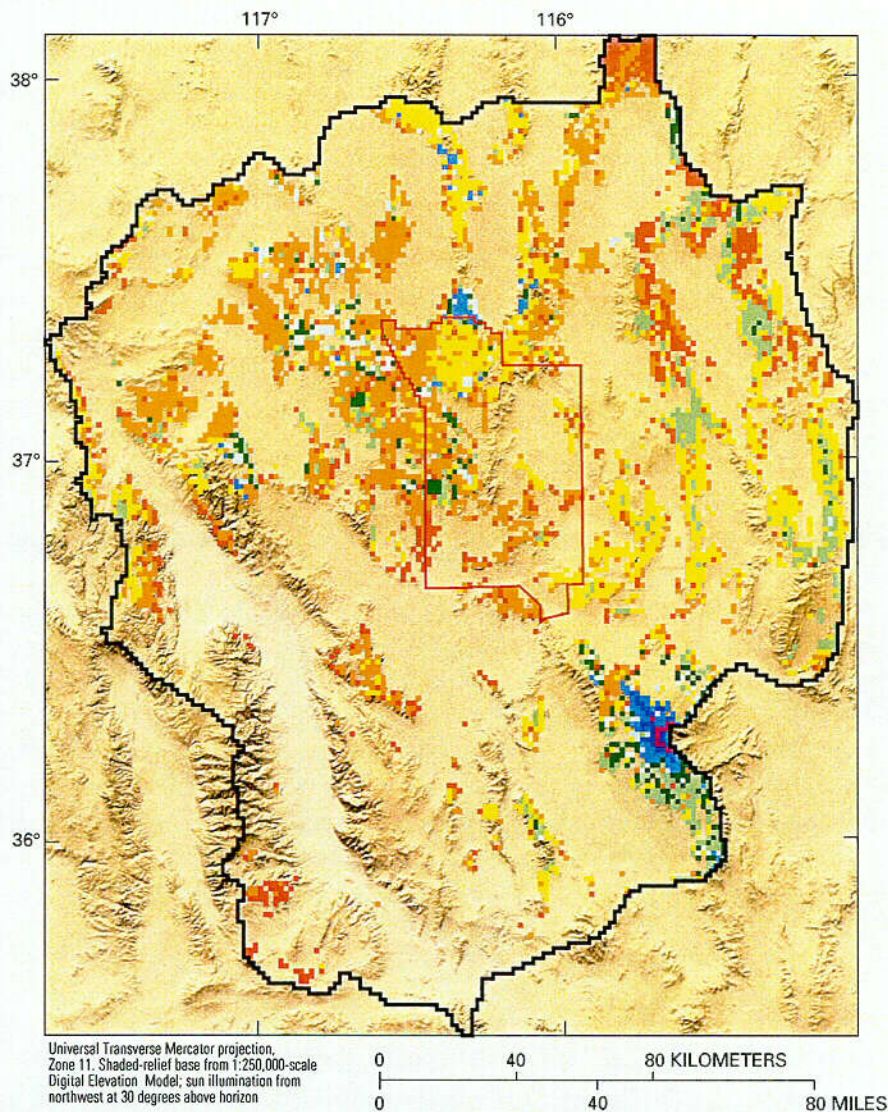 117° 116°
38°
37°
36°
Universal Transverse Mercator projection,
Zone 11. Shaded-relief base from 1:250,000-scale
Digital Elevation Model; sun illumination from
northwest at 30 degrees above horizon
0 40 80 KILOMETERS
0 40 80 MILES